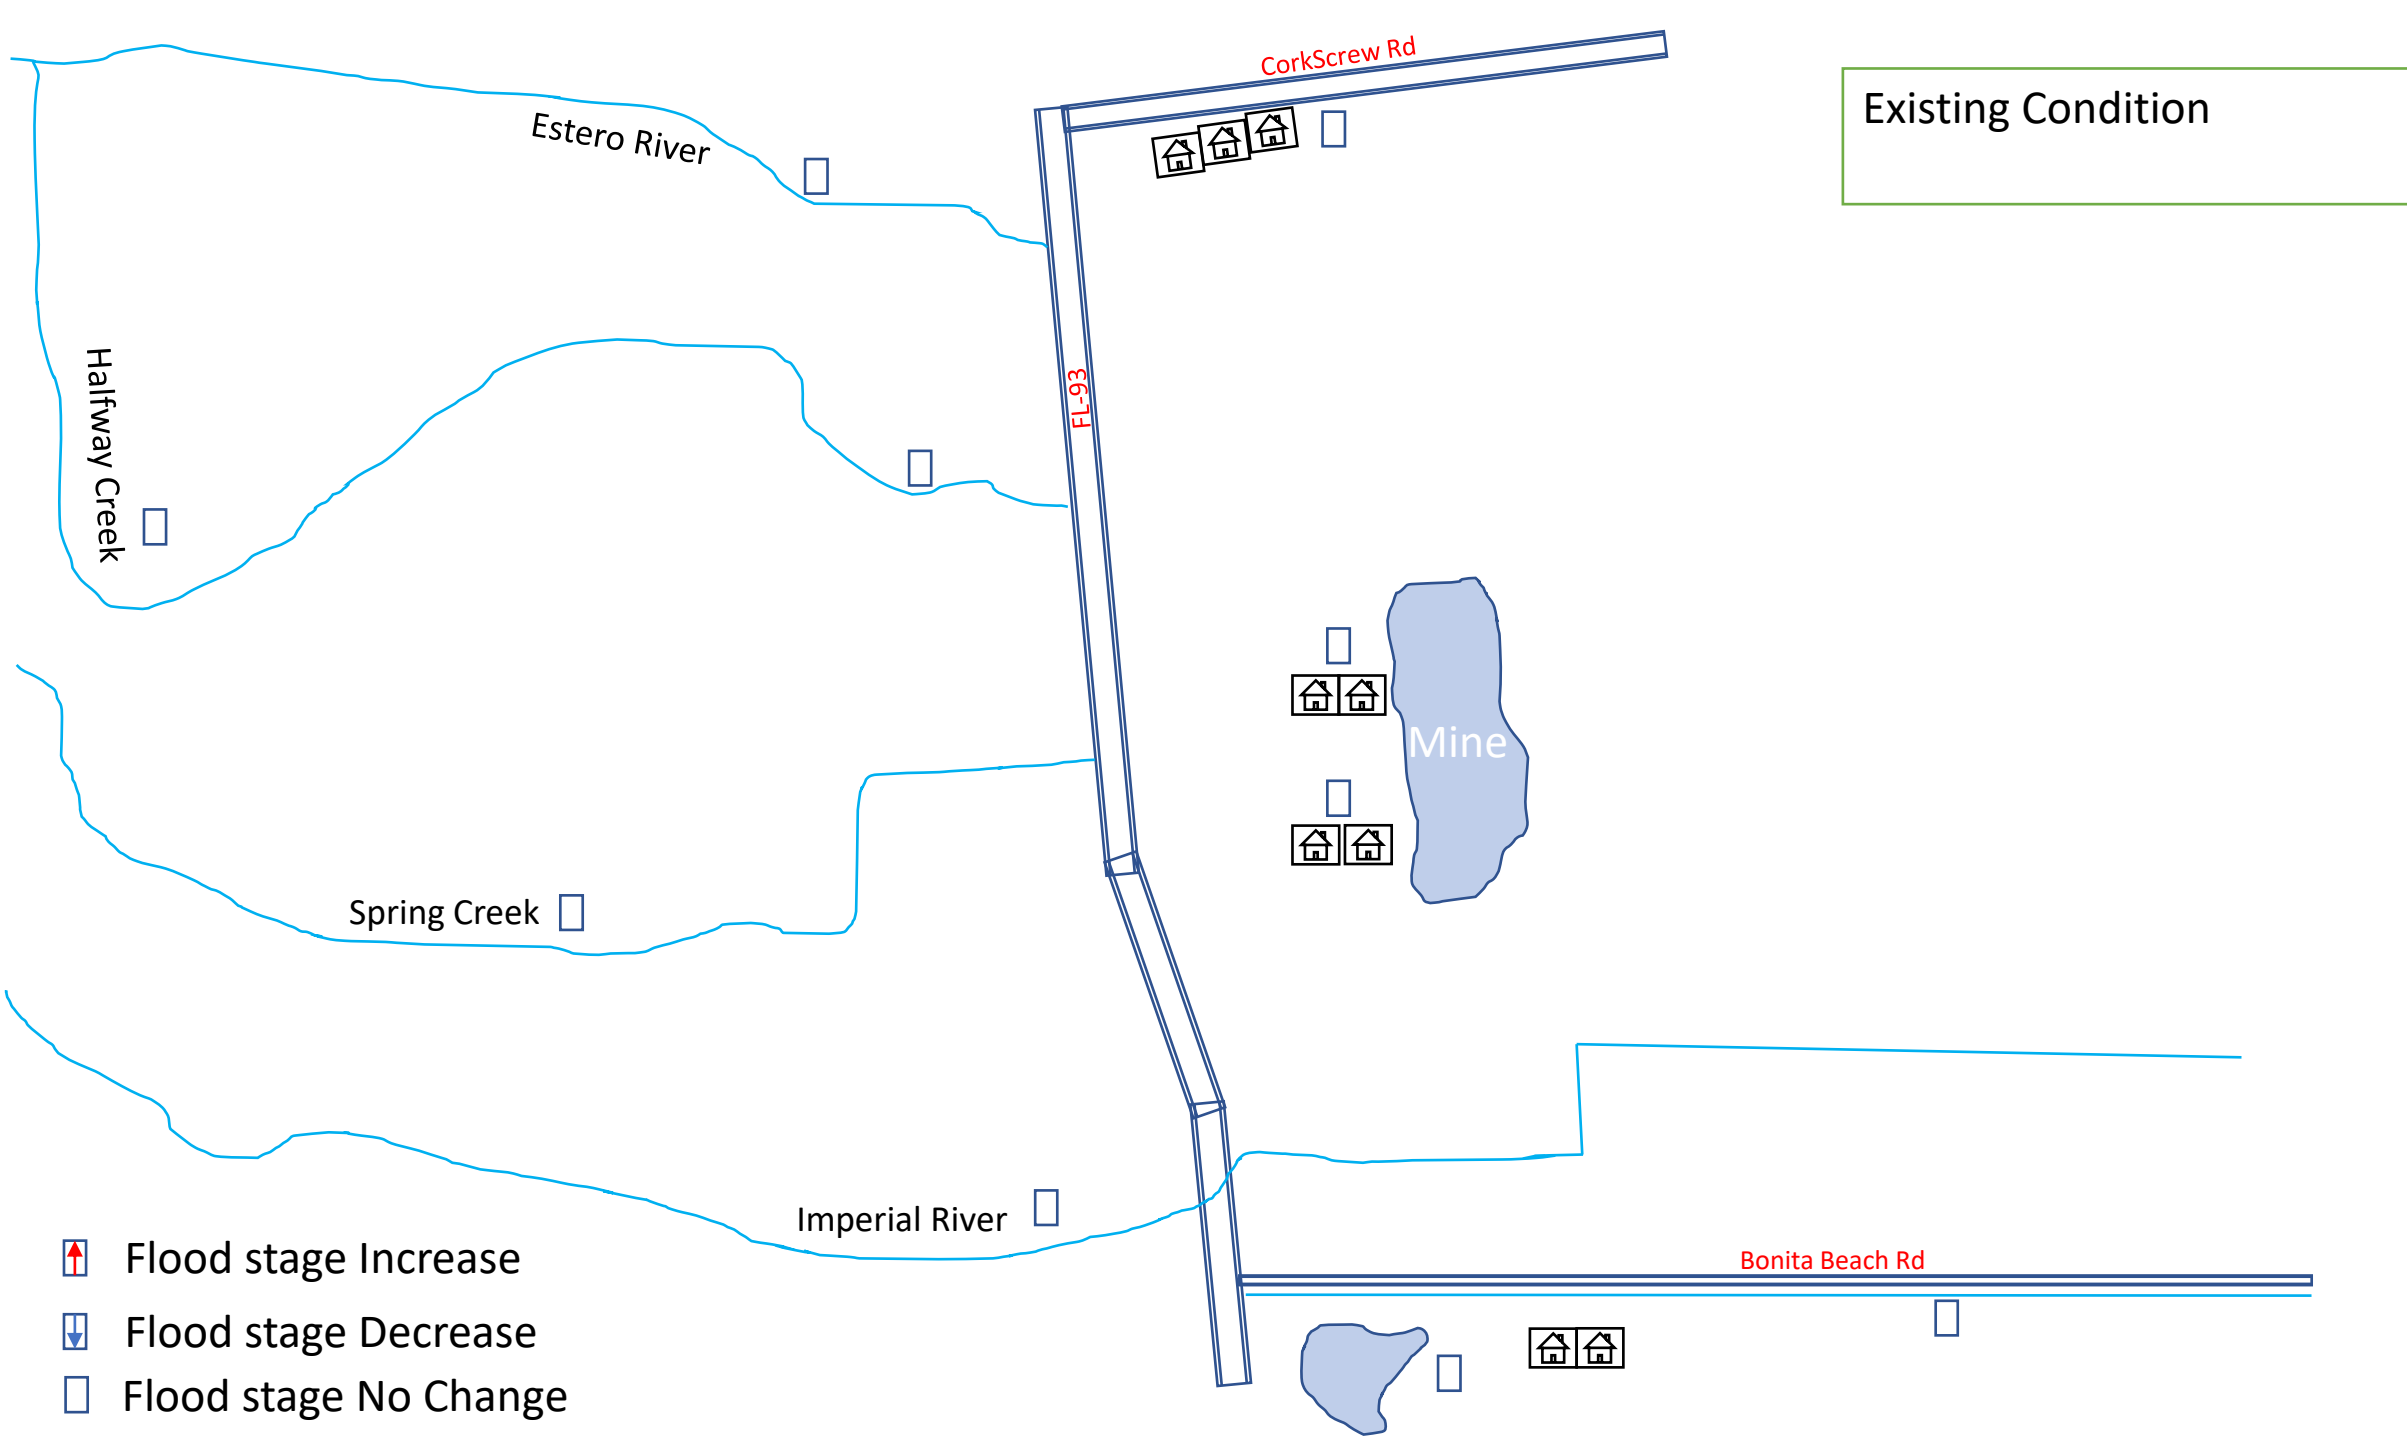 CorkScrew Rd
Existing Condition
Estero River
FL-93
Halfway Creek
Mine
Spring Creek
Imperial River
Bonita Beach Rd
Flood stage Increase
Flood stage Decrease
Flood stage No Change